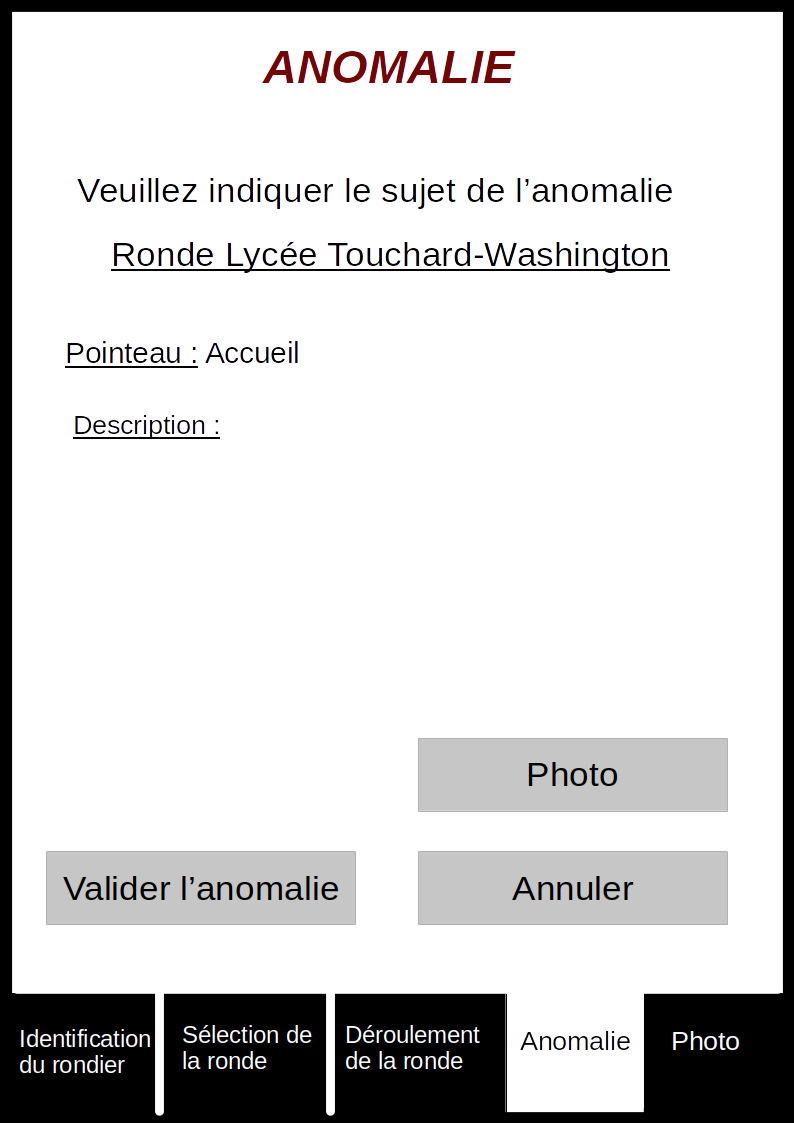 ANOMALIE
Veuillez indiquer le sujet de l’anomalie
Ronde Lycée Touchard-Washington
Pointeau : Accueil
Description :
Photo
Valider l’anomalie
Annuler
Identification
du rondier
Sélection de
la ronde
Déroulement
de la ronde
Anomalie
Photo